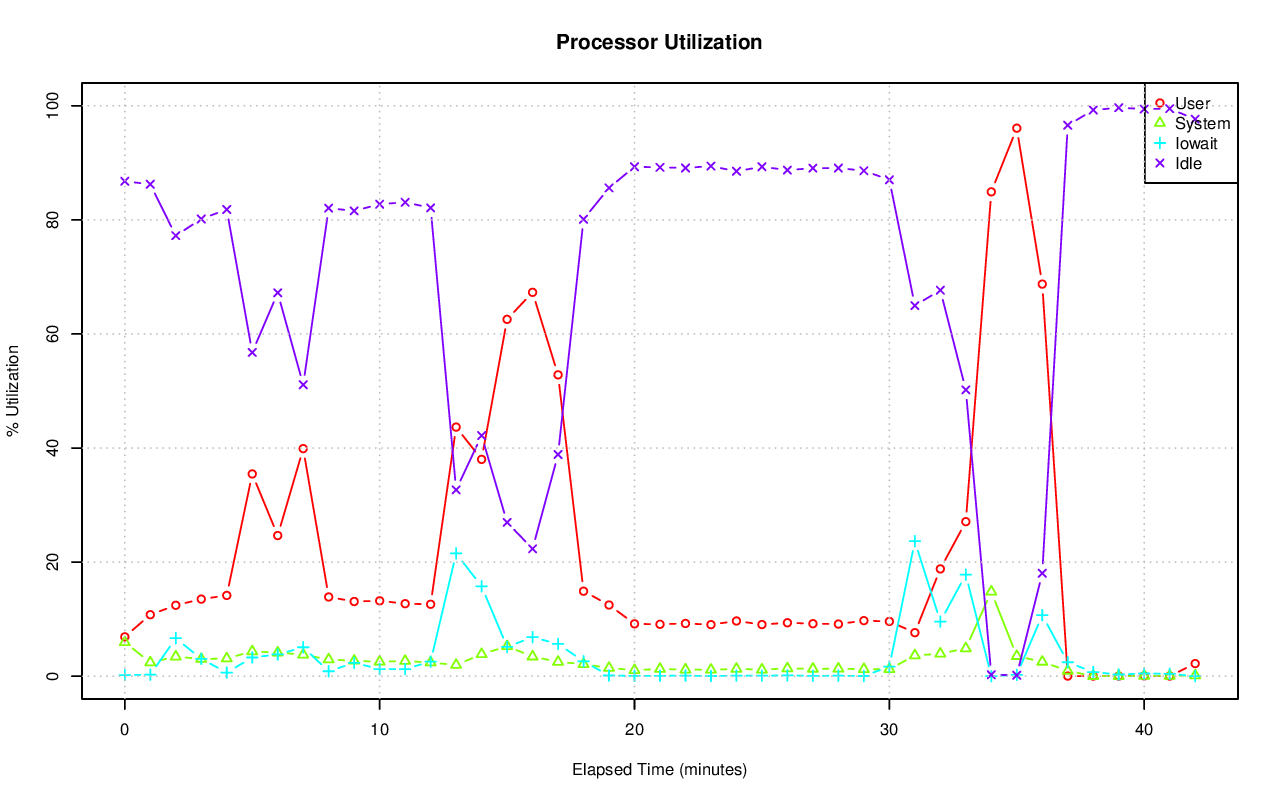 Processor Utilization
% Utilization
100
80
60
40
20
0
User
System
Iowait
Idle
0 10 20 30 40
Elapsed Time (minutes)